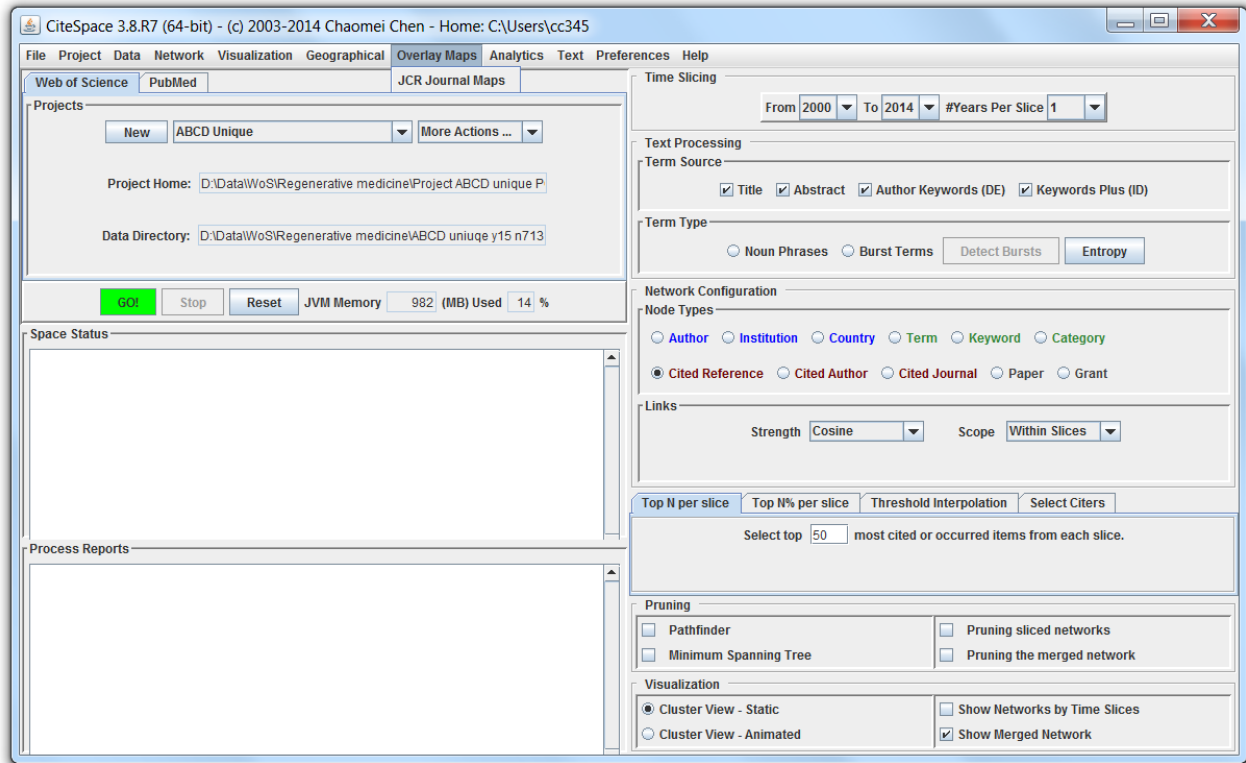 CiteSpace 3.8.R7 (64-bit) - (c) 2003-2014 Chaomei Chen - Home: C:\Users\cc345
File Project Data Network Visualization Geographical Overlay Maps Analytics Text Preferences Help
JCR Journal Maps
Web of Science PubMed
Projects
New ABCD Unique More Actions ...
Project Home: D:\Data\WoS\Regenerative medicine\Project ABCD unique P
Data Directory: D:\Data\WoS\Regenerative medicine\ABCD uniuqe y15 n713
GO! Stop Reset JVM Memory 982 (MB) Used 14 %
Space Status
Process Reports
Time Slicing
From 2000 To 2014 #Years Per Slice 1
Text Processing
Term Source
Title Abstract Author Keywords (DE) Keywords Plus (ID)
Term Type
Noun Phrases Burst Terms Detect Bursts Entropy
Network Configuration
Node Types
Author Institution Country Term Keyword Category
Cited Reference Cited Author Cited Journal Paper Grant
Links
Strength Cosine Scope Within Slices
Top N per slice Top N% per slice Threshold Interpolation Select Citers
Select top 50 most cited or occurred items from each slice.
Pruning
Pathfinder Pruning sliced networks
Minimum Spanning Tree Pruning the merged network
Visualization
Cluster View - Static Show Networks by Time Slices
Cluster View - Animated Show Merged Network